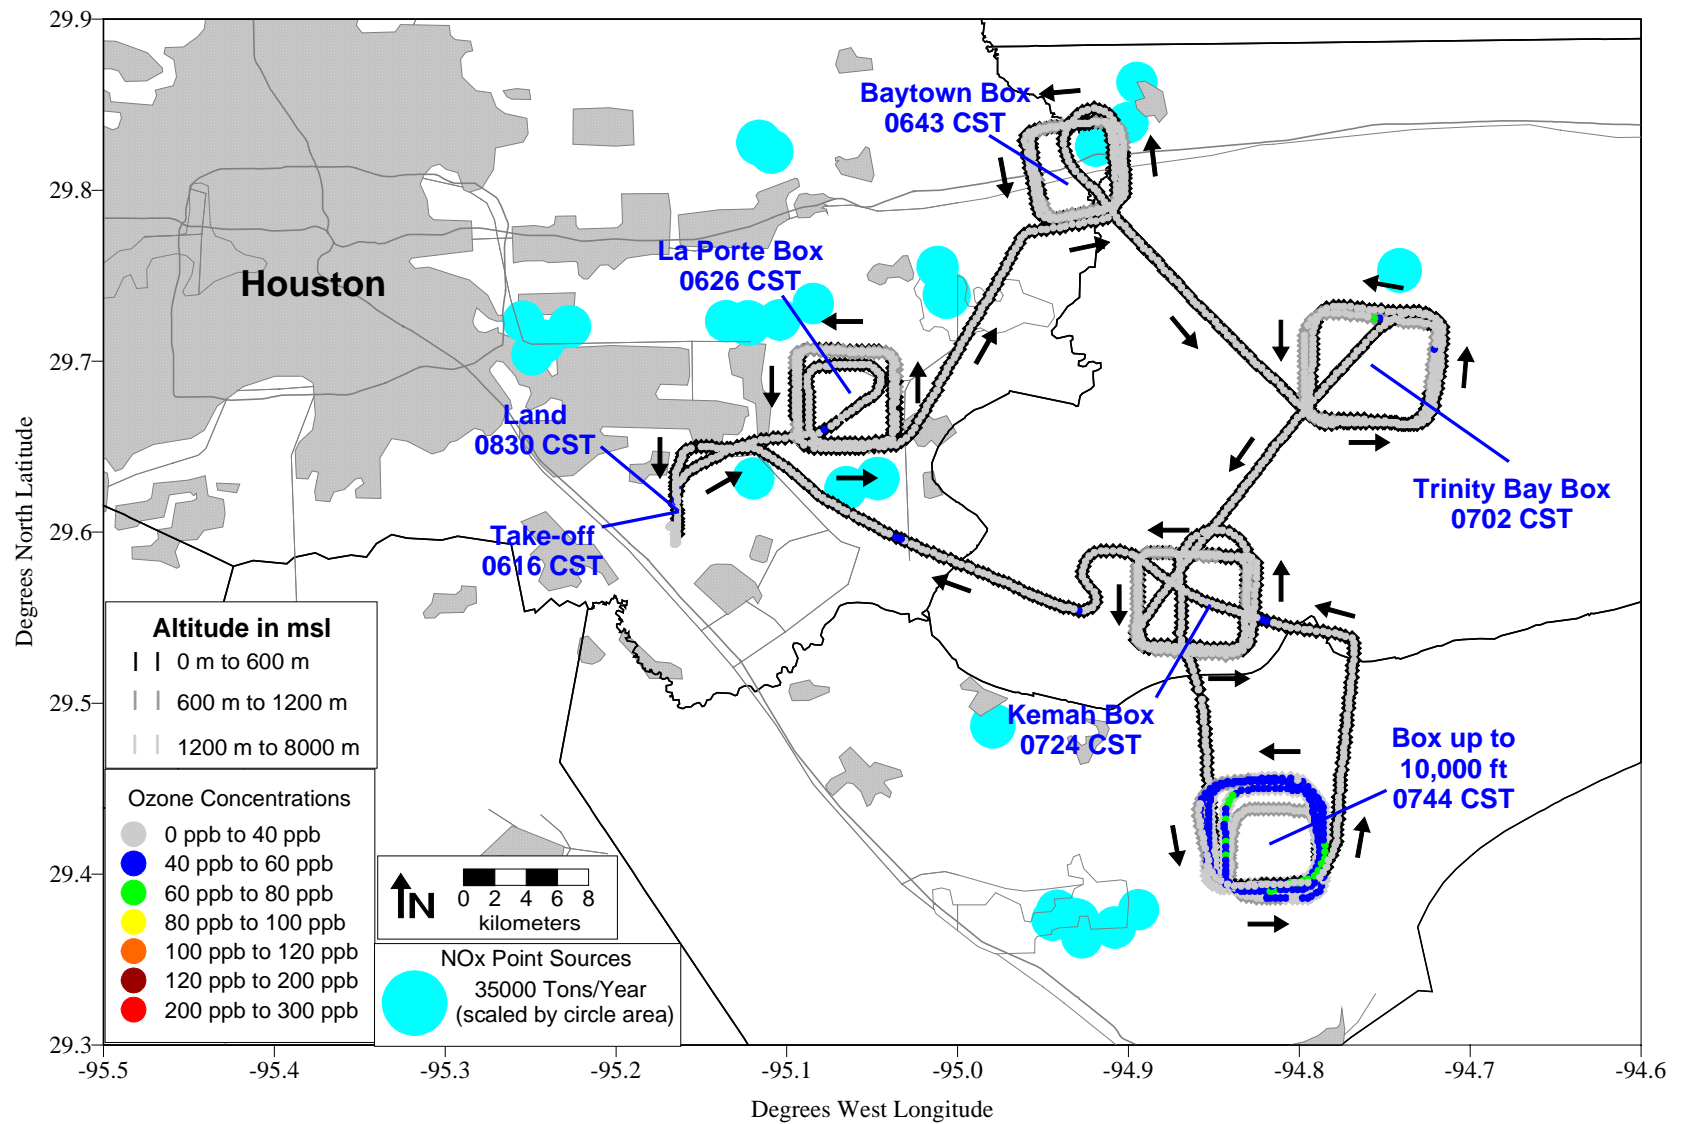 29.9
29.8
29.7
29.6
29.5
29.4
29.3
Degrees North Latitude
Baytown Box
0643 CST
La Porte Box
0626 CST
Houston
Land
0830 CST
Take-off
0616 CST
Trinity Bay Box
0702 CST
Kemah Box
0724 CST
Box up to
10,000 ft
0744 CST
Altitude in msl
0 m to 600 m
600 m to 1200 m
1200 m to 8000 m
Ozone Concentrations
0 ppb to 40 ppb
40 ppb to 60 ppb
60 ppb to 80 ppb
80 ppb to 100 ppb
100 ppb to 120 ppb
120 ppb to 200 ppb
200 ppb to 300 ppb
N
0 2 4 6 8
kilometers
NOx Point Sources
35000 Tons/Year
(scaled by circle area)
-95.5 -95.4 -95.3 -95.2 -95.1 -95.0 -94.9 -94.8 -94.7 -94.6
Degrees West Longitude